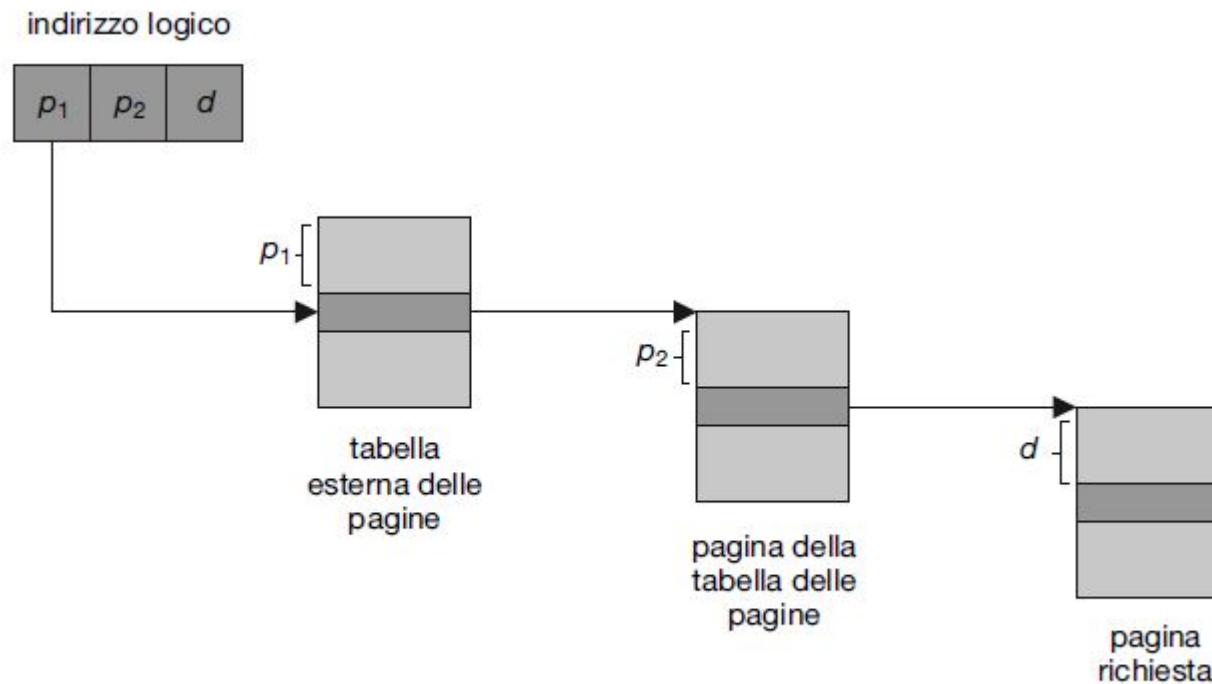 indirizzo logico
p1 p2 d
p1
tabella
esterna delle
pagine
p2
pagina della
tabella delle
pagine
d
pagina
richiesta